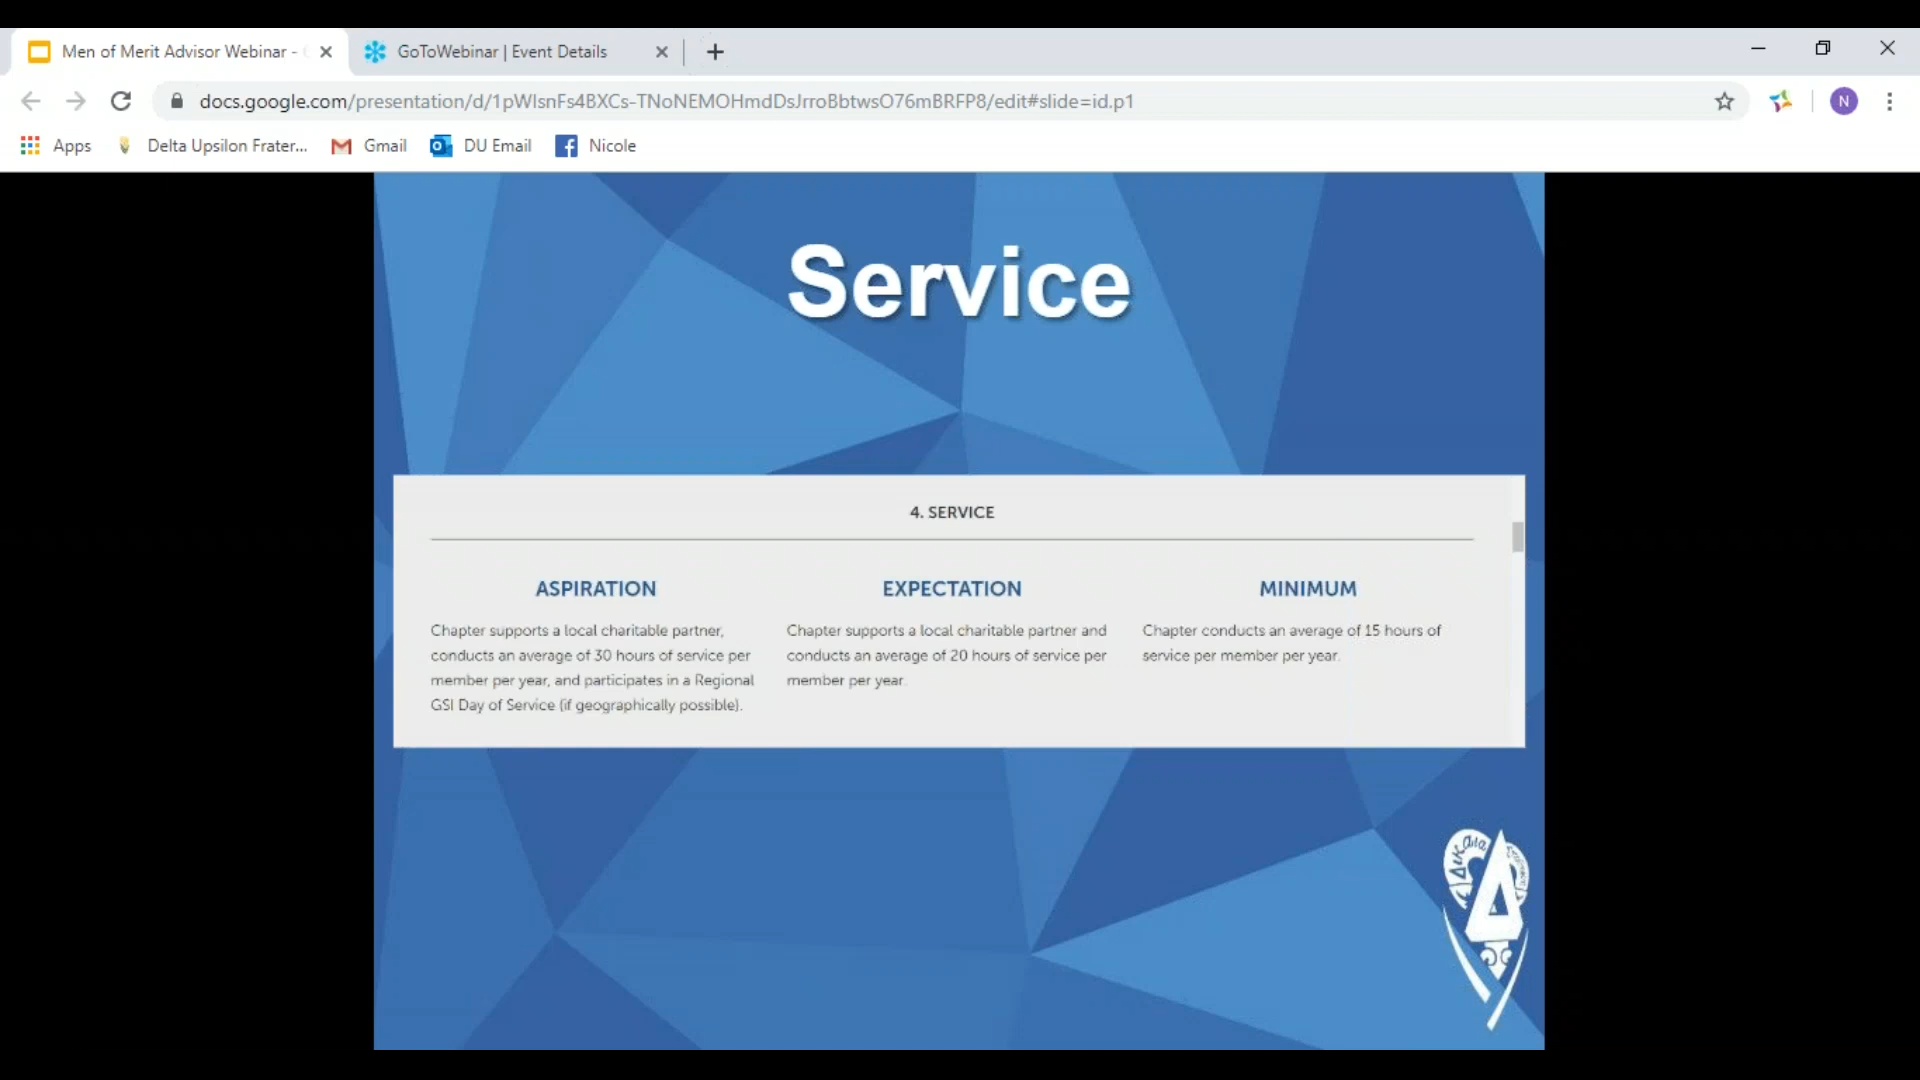 Men of Merit Advisor Webinar -
GoToWebinar | Event Details
docs.google.com/presentation/d/1pWlsnFs4BXCs-TNoNEMOHmdDsJrroBbtwsO76mBRFP8/edit#slide=id.p1
N
Apps
Delta Upsilon Frater...
Gmail
DU Email
Nicole
Service
4. SERVICE
ASPIRATION
Chapter supports a local charitable partner,
conducts an average of 30 hours of service per
member per year, and participates in a Regional
GSI Day of Service (if geographically possible).
EXPECTATION
Chapter supports a local charitable partner and
conducts an average of 20 hours of service per
member per year.
MINIMUM
Chapter conducts an average of 15 hours of
service per member per year.
Δικαια